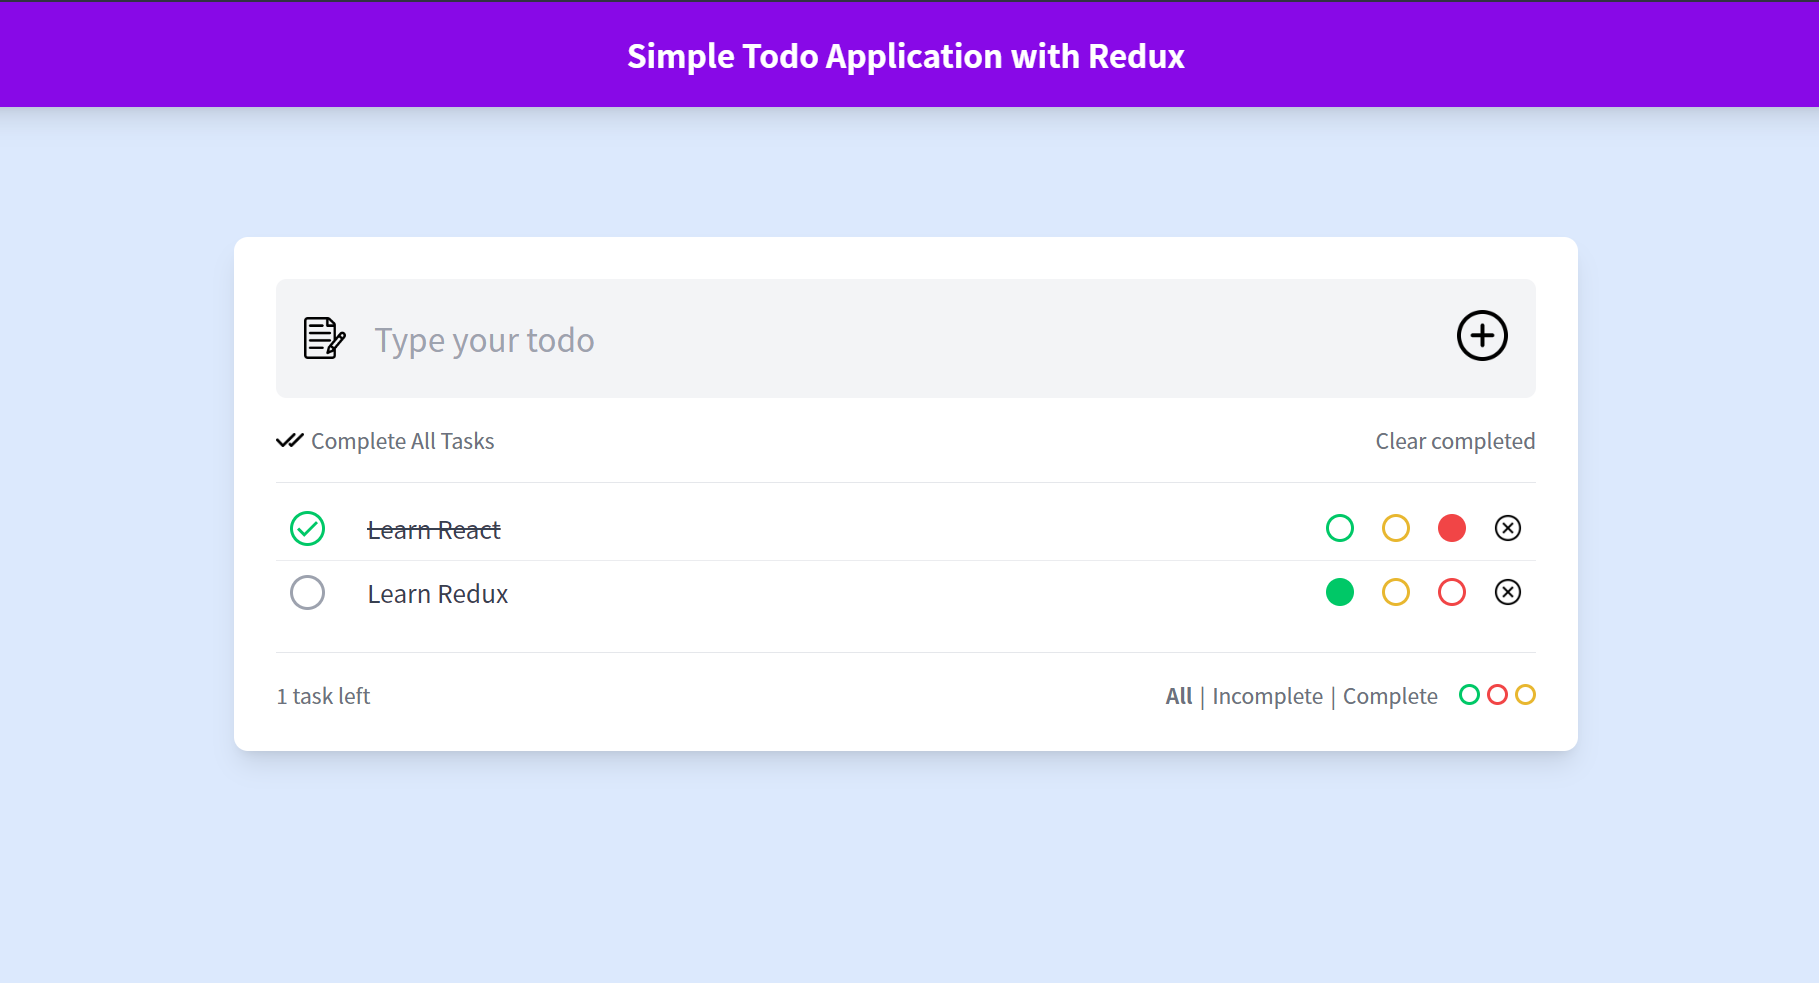 Simple Todo Application with Redux
Type your todo
Complete All Tasks
Clear completed
Learn React
Learn Redux
1 task left
All | Incomplete | Complete